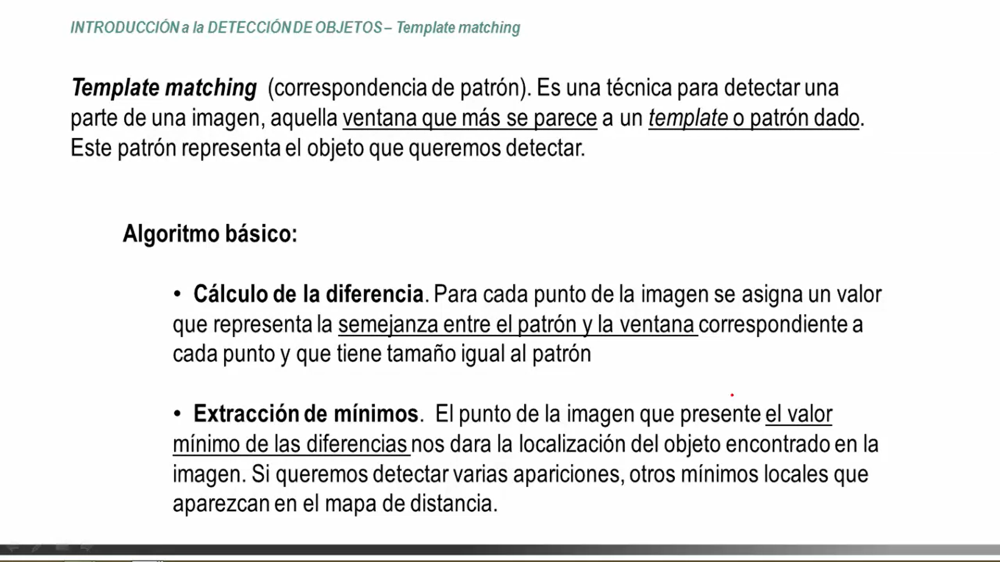 INTRODUCCIÓN a la DETECCIÓN DE OBJETOS – Template matching
Template matching (correspondencia de patrón). Es una técnica para detectar una
parte de una imagen, aquella ventana que más se parece a un template o patrón dado.
Este patrón representa el objeto que queremos detectar.
Algoritmo básico:
• Cálculo de la diferencia. Para cada punto de la imagen se asigna un valor
que representa la semejanza entre el patrón y la ventana correspondiente a
cada punto y que tiene tamaño igual al patrón
• Extracción de mínimos. El punto de la imagen que presente el valor
mínimo de las diferencias nos dara la localización del objeto encontrado en la
imagen. Si queremos detectar varias apariciones, otros mínimos locales que
aparezcan en el mapa de distancia.